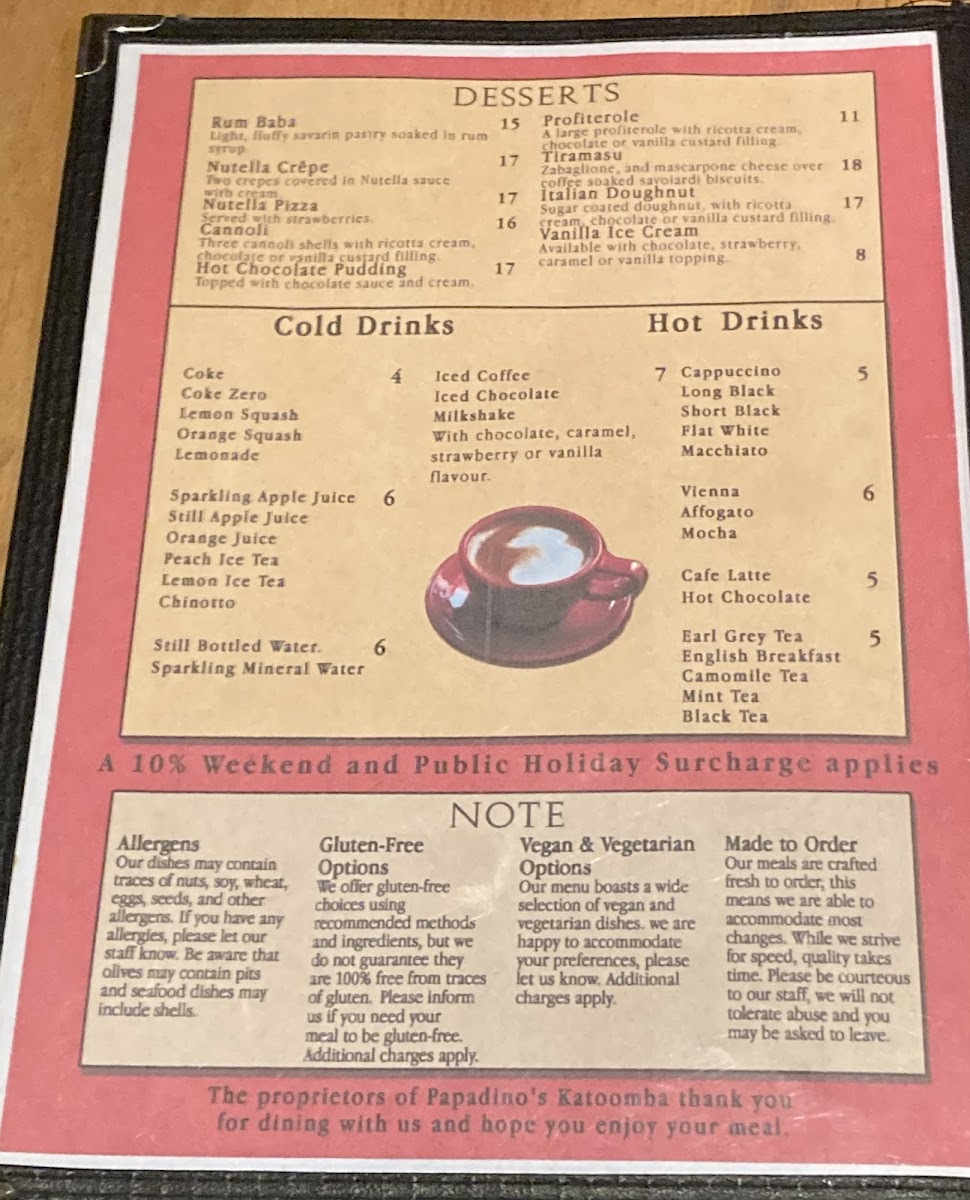 DESSERTS
Rum Baba 15
Light, fluffy savarin pastry soaked in rum
syrup.
Nutella Crêpe 17
Two crepes covered in Nutella sauce
with cream.
Nutella Pizza 17
Served with strawberries.
Cannoli 16
Three cannoli shells with ricotta cream,
chocolate or vanilla custard filling.
Hot Chocolate Pudding 17
Topped with chocolate sauce and cream.
Profiterole 11
A large profiterole with ricotta cream,
chocolate or vanilla custard filling.
Tiramasu 18
Zabaglione, and mascarpone cheese over
coffee soaked savoiardi biscuits.
Italian Doughnut 17
Sugar coated doughnut, with ricotta
cream, chocolate or vanilla custard filling.
Vanilla Ice Cream
Available with chocolate, strawberry, 8
caramel or vanilla topping.
Cold Drinks
Coke 4
Coke Zero
Lemon Squash
Orange Squash
Lemonade
Sparkling Apple Juice 6
Still Apple Juice
Orange Juice
Peach Ice Tea
Lemon Ice Tea
Chinotto
Still Bottled Water. 6
Sparkling Mineral Water
Iced Coffee 7
Iced Chocolate
Milkshake
With chocolate, caramel,
strawberry or vanilla
flavour.
Hot Drinks
Cappuccino 5
Long Black
Short Black
Flat White
Macchiato
Vienna 6
Affogato
Mocha
Cafe Latte 5
Hot Chocolate
Earl Grey Tea 5
English Breakfast
Camomile Tea
Mint Tea
Black Tea
A 10% Weekend and Public Holiday Surcharge applies
NOTE
Allergens
Our dishes may contain
traces of nuts, soy, wheat,
eggs, seeds, and other
allergens. If you have any
allergies, please let our
staff know. Be aware that
olives may contain pits
and seafood dishes may
include shells.
Gluten-Free
Options
We offer gluten-free
choices using
recommended methods
and ingredients, but we
do not guarantee they
are 100% free from traces
of gluten. Please inform
us if you need your
meal to be gluten-free.
Additional charges apply.
Vegan & Vegetarian
Options
Our menu boasts a wide
selection of vegan and
vegetarian dishes. we are
happy to accommodate
your preferences, please
let us know. Additional
charges apply.
Made to Order
Our meals are crafted
fresh to order, this
means we are able to
accommodate most
changes. While we strive
for speed, quality takes
time. Please be courteous
to our staff, we will not
tolerate abuse and you
may be asked to leave.
The proprietors of Papadino's Katoomba thank you
for dining with us and hope you enjoy your meal.